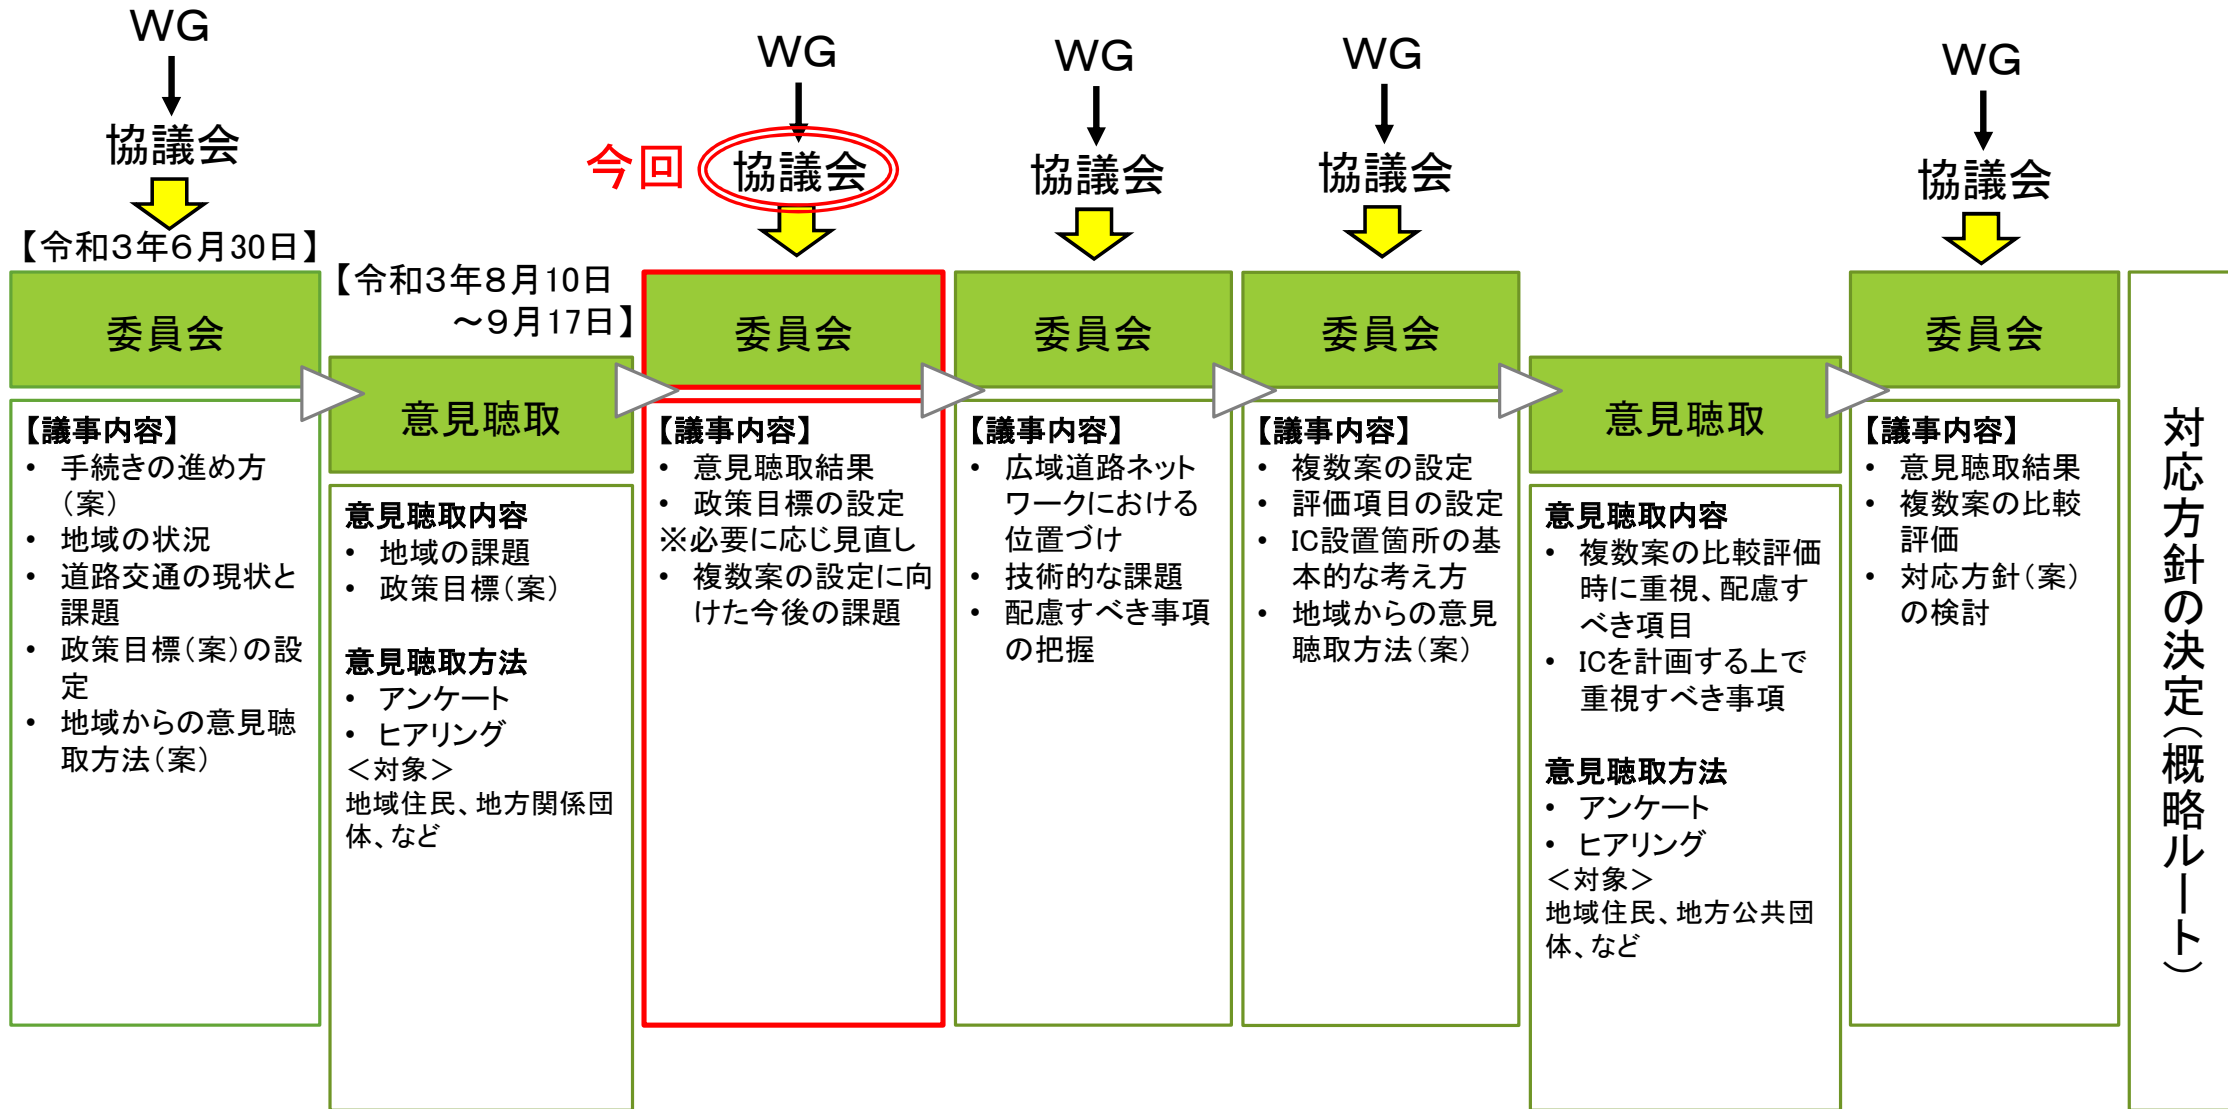 WG
協議会
【令和3年6月30日】
委員会
【議事内容】
• 手続きの進め方
（案）
• 地域の状況
• 道路交通の現状と
課題
• 政策目標（案）の設
定
• 地域からの意見聴
取方法（案）
【令和3年8月10日
～9月17日】
意見聴取
意見聴取内容
• 地域の課題
• 政策目標（案）
意見聴取方法
• アンケート
• ヒアリング
＜対象＞
地域住民、地方関係団
体、など
WG
今回
協議会
委員会
【議事内容】
• 意見聴取結果
• 政策目標の設定
※必要に応じ見直し
• 複数案の設定に向
けた今後の課題
WG
協議会
委員会
【議事内容】
• 広域道路ネット
ワークにおける
位置づけ
• 技術的な課題
• 配慮すべき事項
の把握
WG
協議会
委員会
【議事内容】
• 複数案の設定
• 評価項目の設定
• IC設置箇所の基
本的な考え方
• 地域からの意見
聴取方法（案）
意見聴取
意見聴取内容
• 複数案の比較評価
時に重視、配慮す
べき項目
• ICを計画する上で
重視すべき事項
意見聴取方法
• アンケート
• ヒアリング
＜対象＞
地域住民、地方公共団
体、など
WG
協議会
委員会
【議事内容】
• 意見聴取結果
• 複数案の比較
評価
• 対応方針（案）
の検討
対応方針の決定（概略ルート）